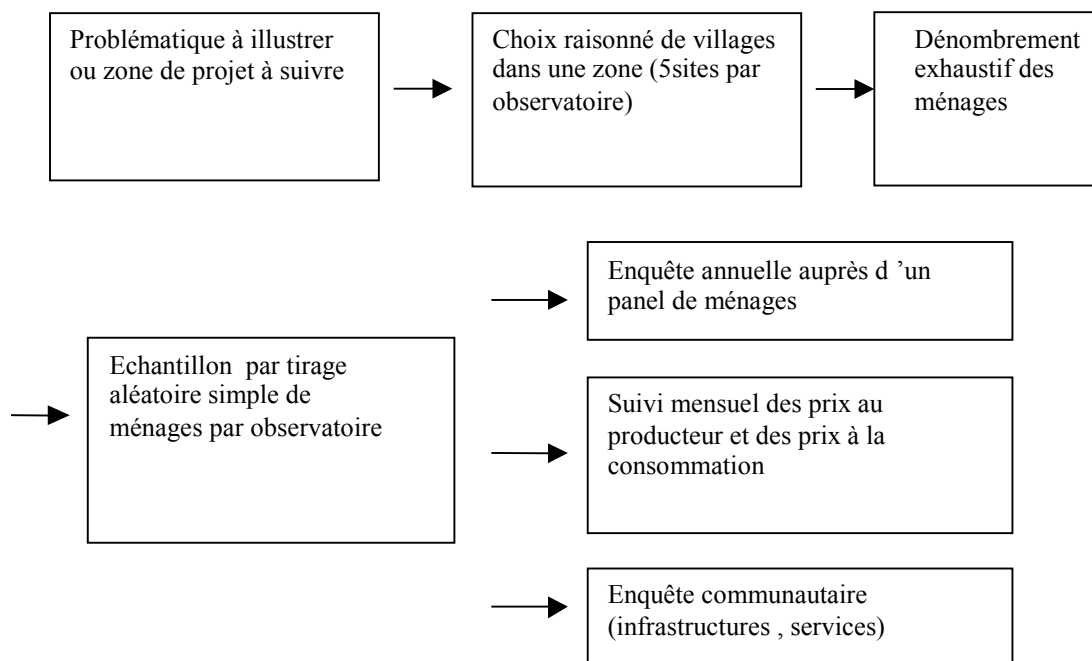 Problématique à illustrer
ou zone de projet à suivre
Choix raisonné de villages
dans une zone (5sites par
observatoire)
Dénombrement
exhaustif des
ménages
Echantillon par tirage
aléatoire simple de
ménages par observatoire
Enquête annuelle auprès d ’un
panel de ménages
Suivi mensuel des prix au
producteur et des prix à la
consommation
Enquête communautaire
(infrastructures , services)